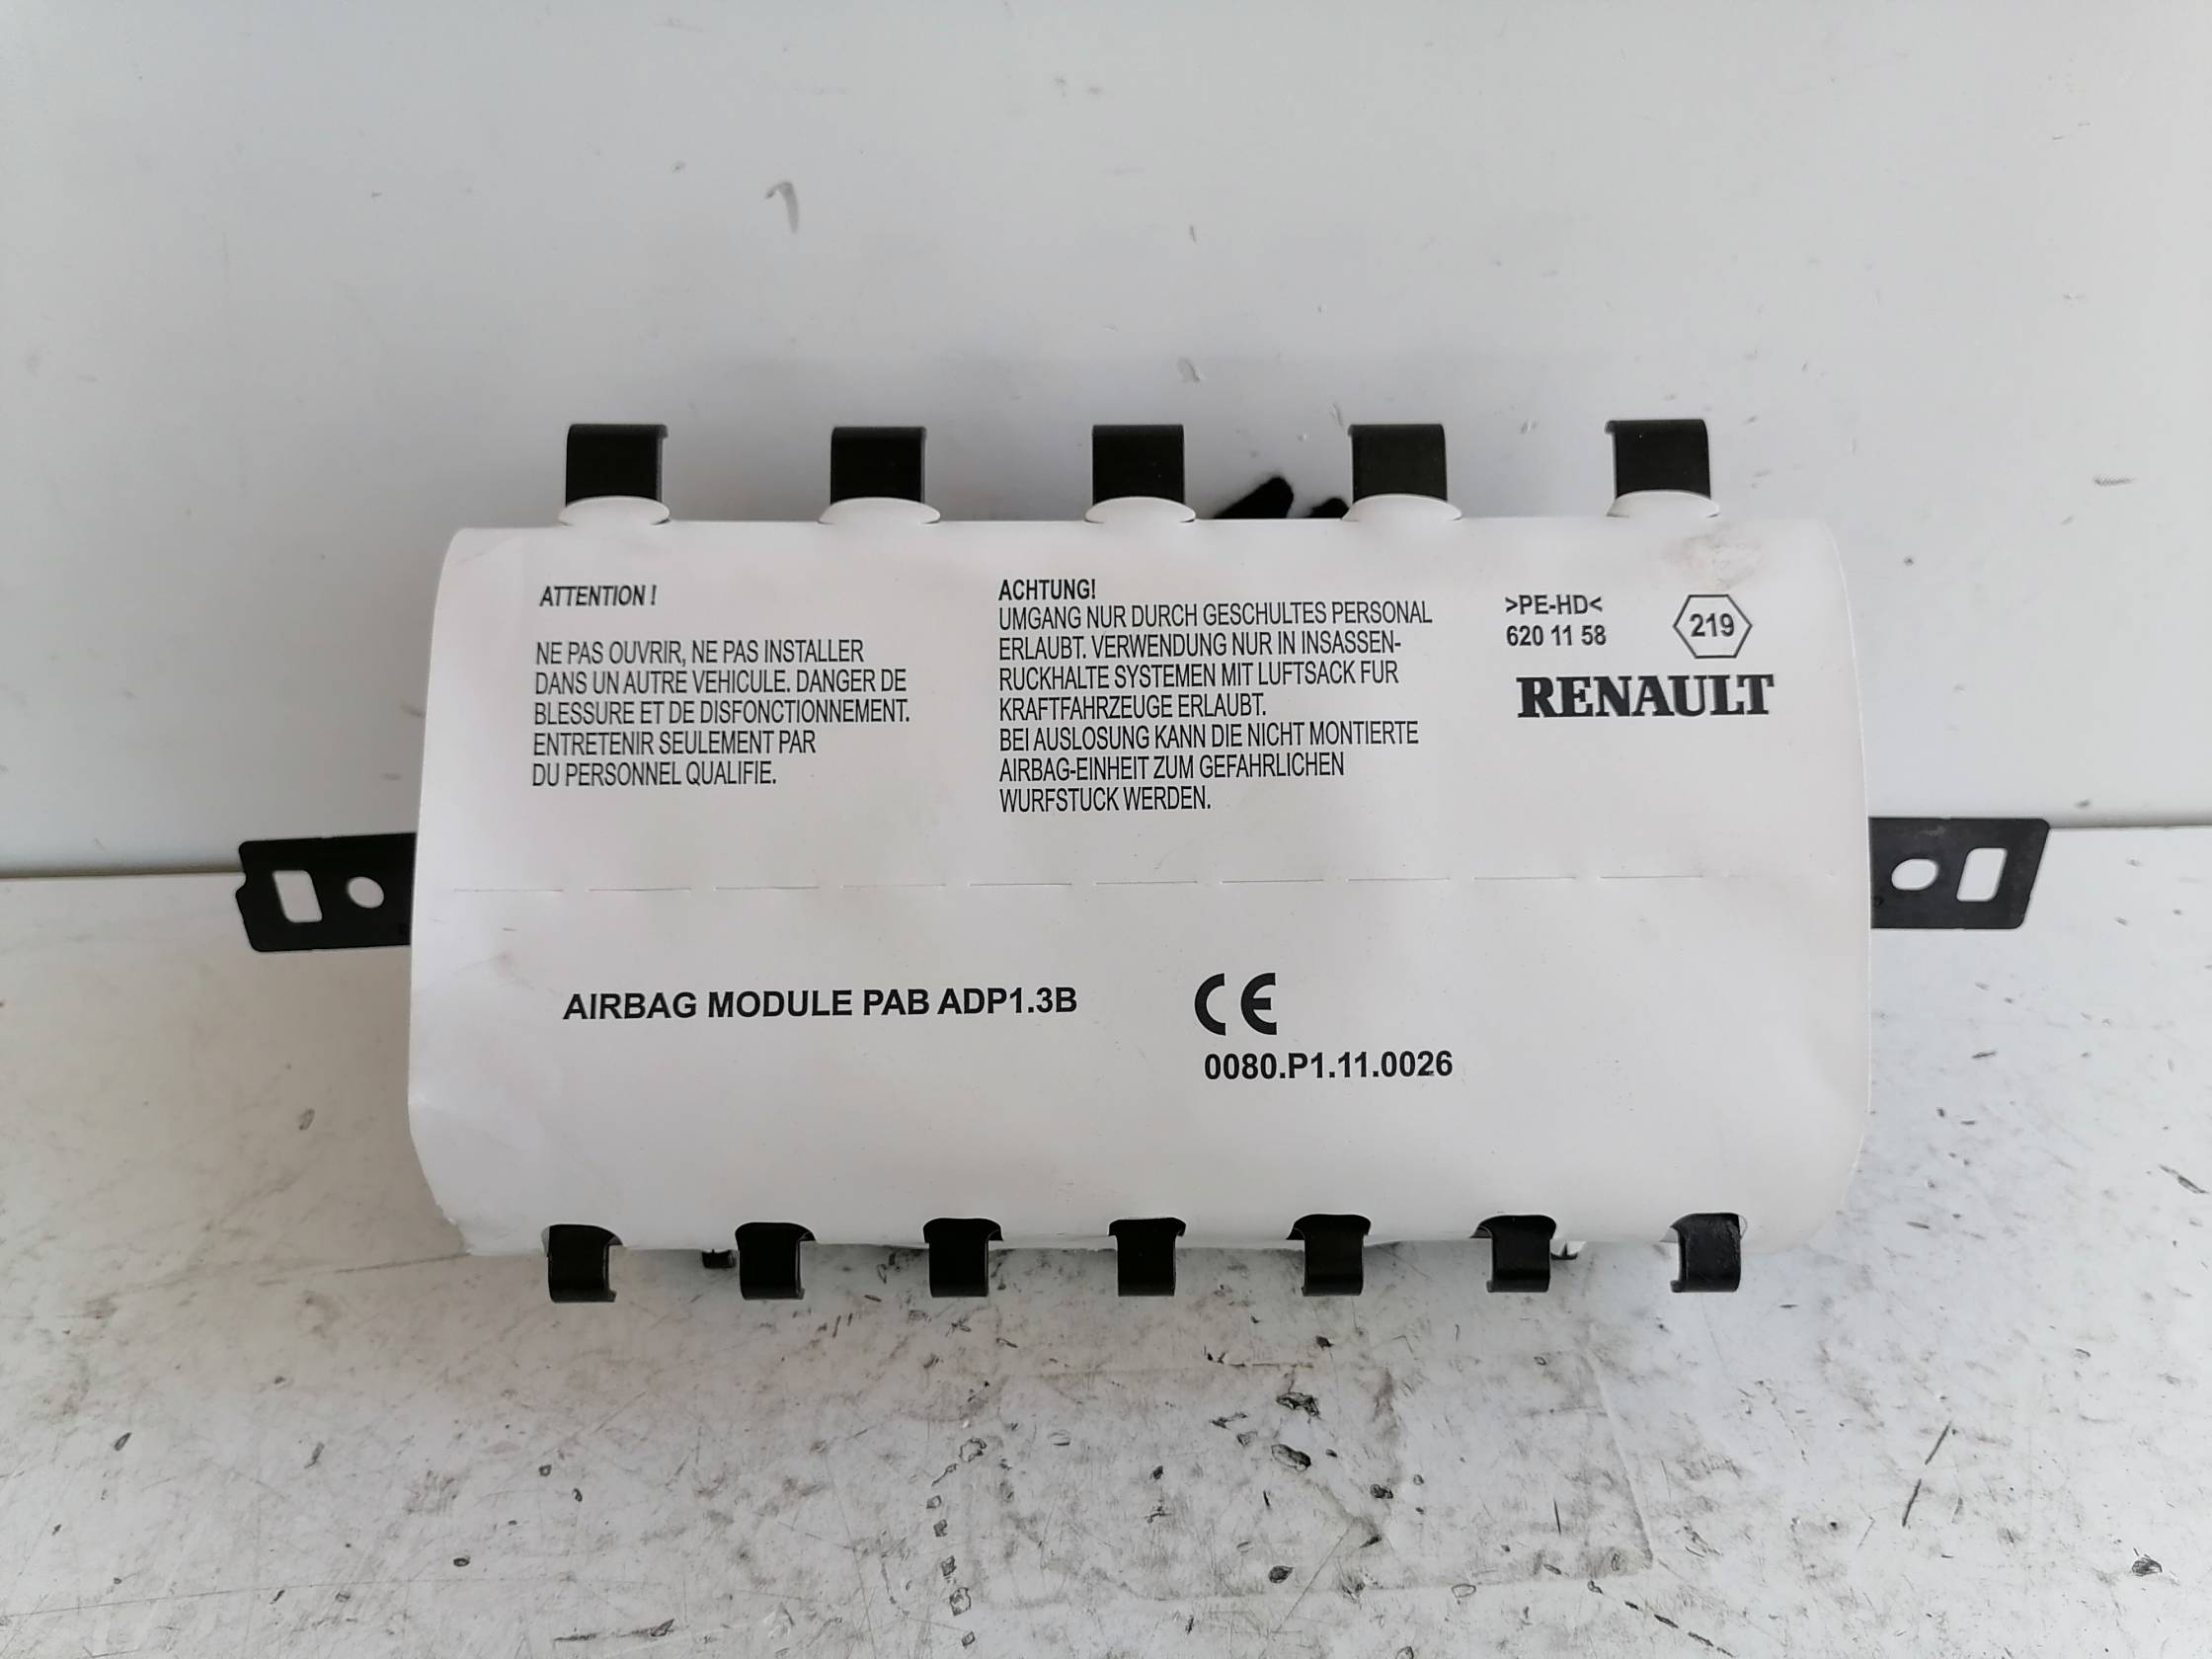 ATTENTION !
NE PAS OUVRIR, NE PAS INSTALLER
DANS UN AUTRE VEHICULE. DANGER DE
BLESSURE ET DE DISFONCTIONNEMENT.
ENTRETENIR SEULEMENT PAR
DU PERSONNEL QUALIFIE.
ACHTUNG!
UMGANG NUR DURCH GESCHULTES PERSONAL
ERLAUBT. VERWENDUNG NUR IN INSASSEN-
RUCKHALTE SYSTEMEN MIT LUFTSACK FUR
KRAFTFAHRZEUGE ERLAUBT.
BEI AUSLOSUNG KANN DIE NICHT MONTIERTE
AIRBAG-EINHEIT ZUM GEFAHRLICHEN
WURFSTUCK WERDEN.
>PE-HD<
620 11 58
219
RENAULT
AIRBAG MODULE PAB ADP1.3B
CE
0080.P1.11.0026